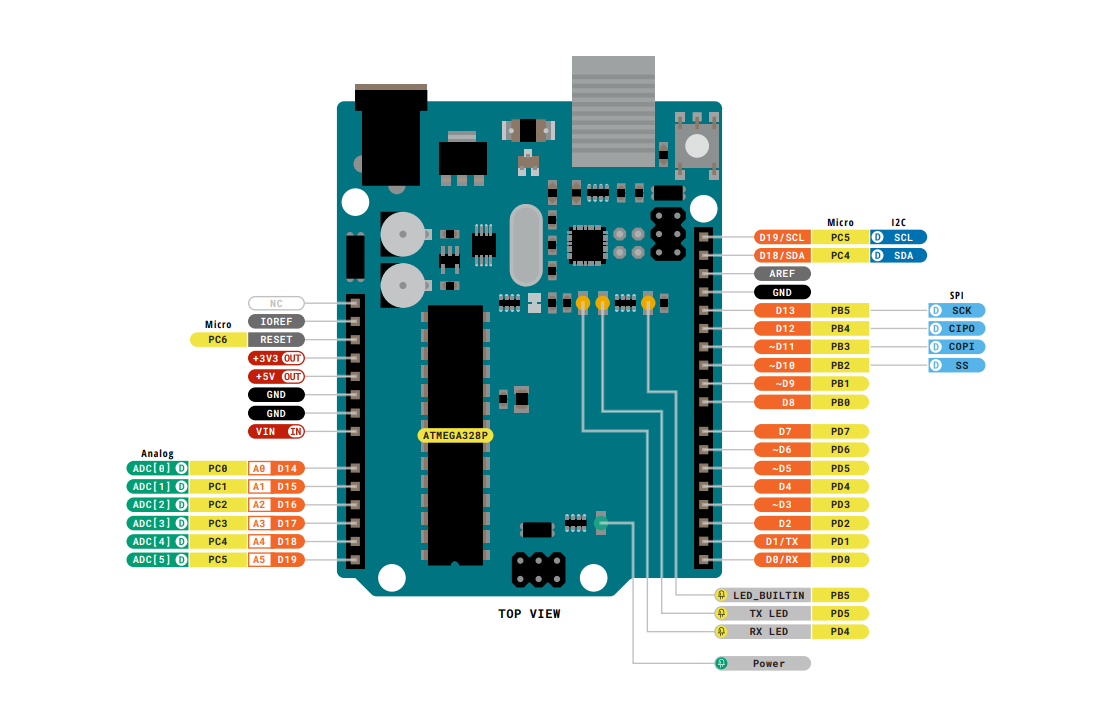 Micro I2C
D19/SCL PC5 D SCL
D18/SDA PC4 D SDA
AREF
GND
SPI
D13 PB5 D SCK
D12 PB4 D CIPO
~D11 PB3 D COPI
~D10 PB2 D SS
~D9 PB1
D8 PB0
D7 PD7
~D6 PD6
~D5 PD5
D4 PD4
~D3 PD3
D2 PD2
D1/TX PD1
D0/RX PD0
NC
IOREF
Micro
PC6 RESET
+3V3 OUT
+5V OUT
GND
GND
VIN IN
Analog
ADC[0] D PC0 A0 D14
ADC[1] D PC1 A1 D15
ADC[2] D PC2 A2 D16
ADC[3] D PC3 A3 D17
ADC[4] D PC4 A4 D18
ADC[5] D PC5 A5 D19
ATMEGA328P
TOP VIEW
LED_BUILTIN PB5
TX LED PD5
RX LED PD4
Power